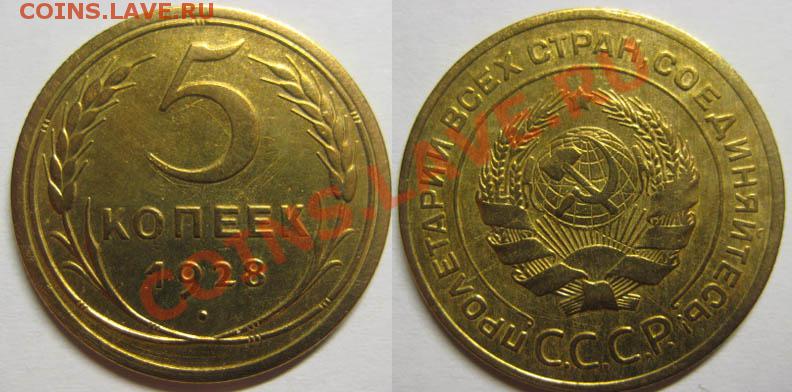 COINS.LAVE.RU
5
КОПЕЕК
1928
ПРОЛЕТАРИИ ВСЕХ СТРАН, СОЕДИНЯЙТЕСЬ!
С.С.С.Р.
COINS.LAVE.RU